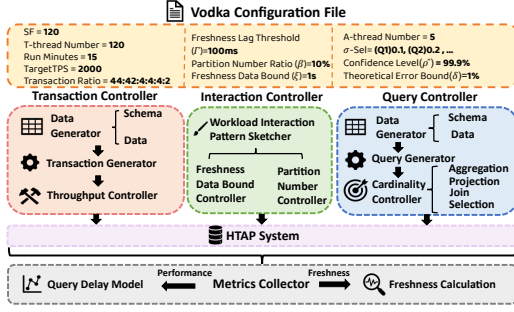 Vodka Configuration File
SF = 120
T-thread Number = 120
Run Minutes = 15
TargetTPS = 2000
Transaction Ratio = 44:42:4:4:4:2
Freshness Lag Threshold
(Γ)=100ms
Partition Number Ratio (β)=10%
Freshness Data Bound (ξ)=1s
A-thread Number = 5
σ-Sel= (Q1)0.1, (Q2)0.2 , ...
Confidence Level(ρ*) = 99.9%
Theoretical Error Bound(δ)=1%
Transaction Controller
Data
Generator
Schema
Data
Transaction Generator
Throughput Controller
Interaction Controller
Workload Interaction
Pattern Sketcher
Freshness
Data Bound
Controller
Partition
Number
Controller
Query Controller
Data
Generator
Schema
Data
Query Generator
Cardinality
Controller
Aggregation
Projection
Join
Selection
HTAP System
Query Delay Model
Performance
Metrics Collector
Freshness
Freshness Calculation